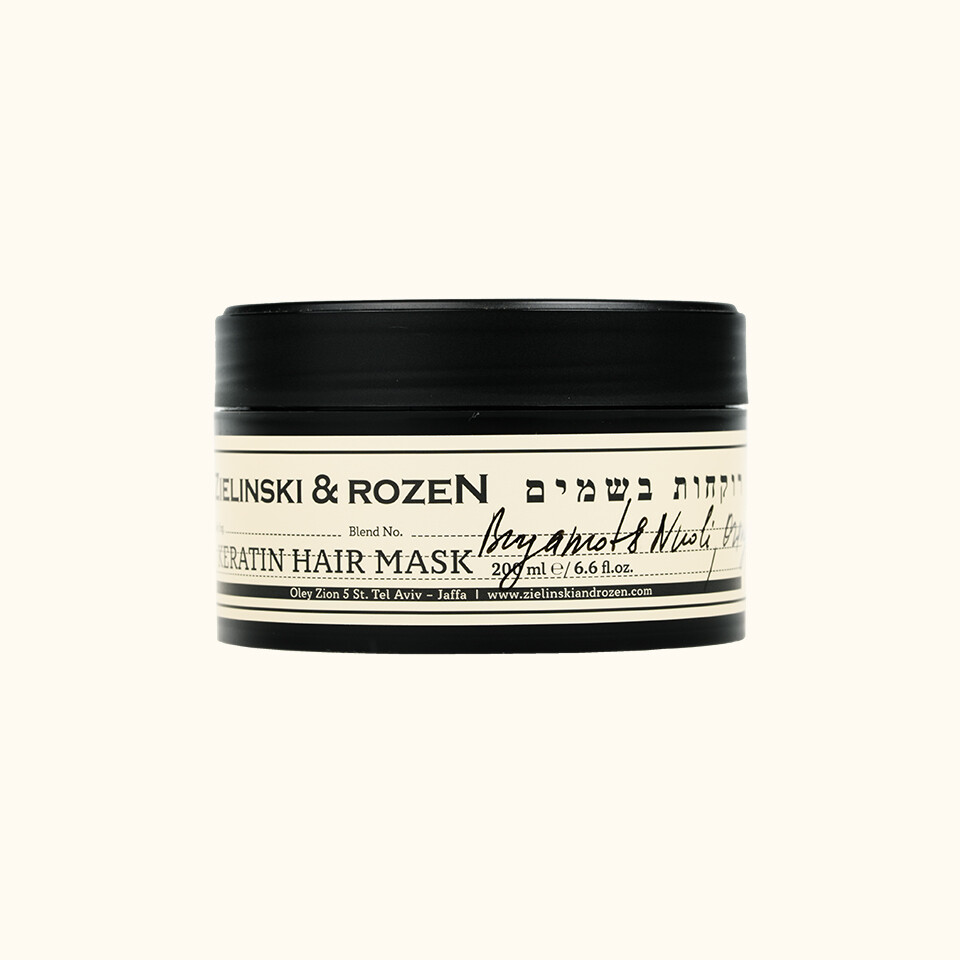 ZIELINSKI & ROZEN רוקחות בשמים
Blend No. Bergamot & Neroli,
KERATIN HAIR MASK 200 ml ℮/ 6.6 fl.oz.
Oley Zion 5 St. Tel Aviv – Jaffa | www.zielinskiandrozen.com